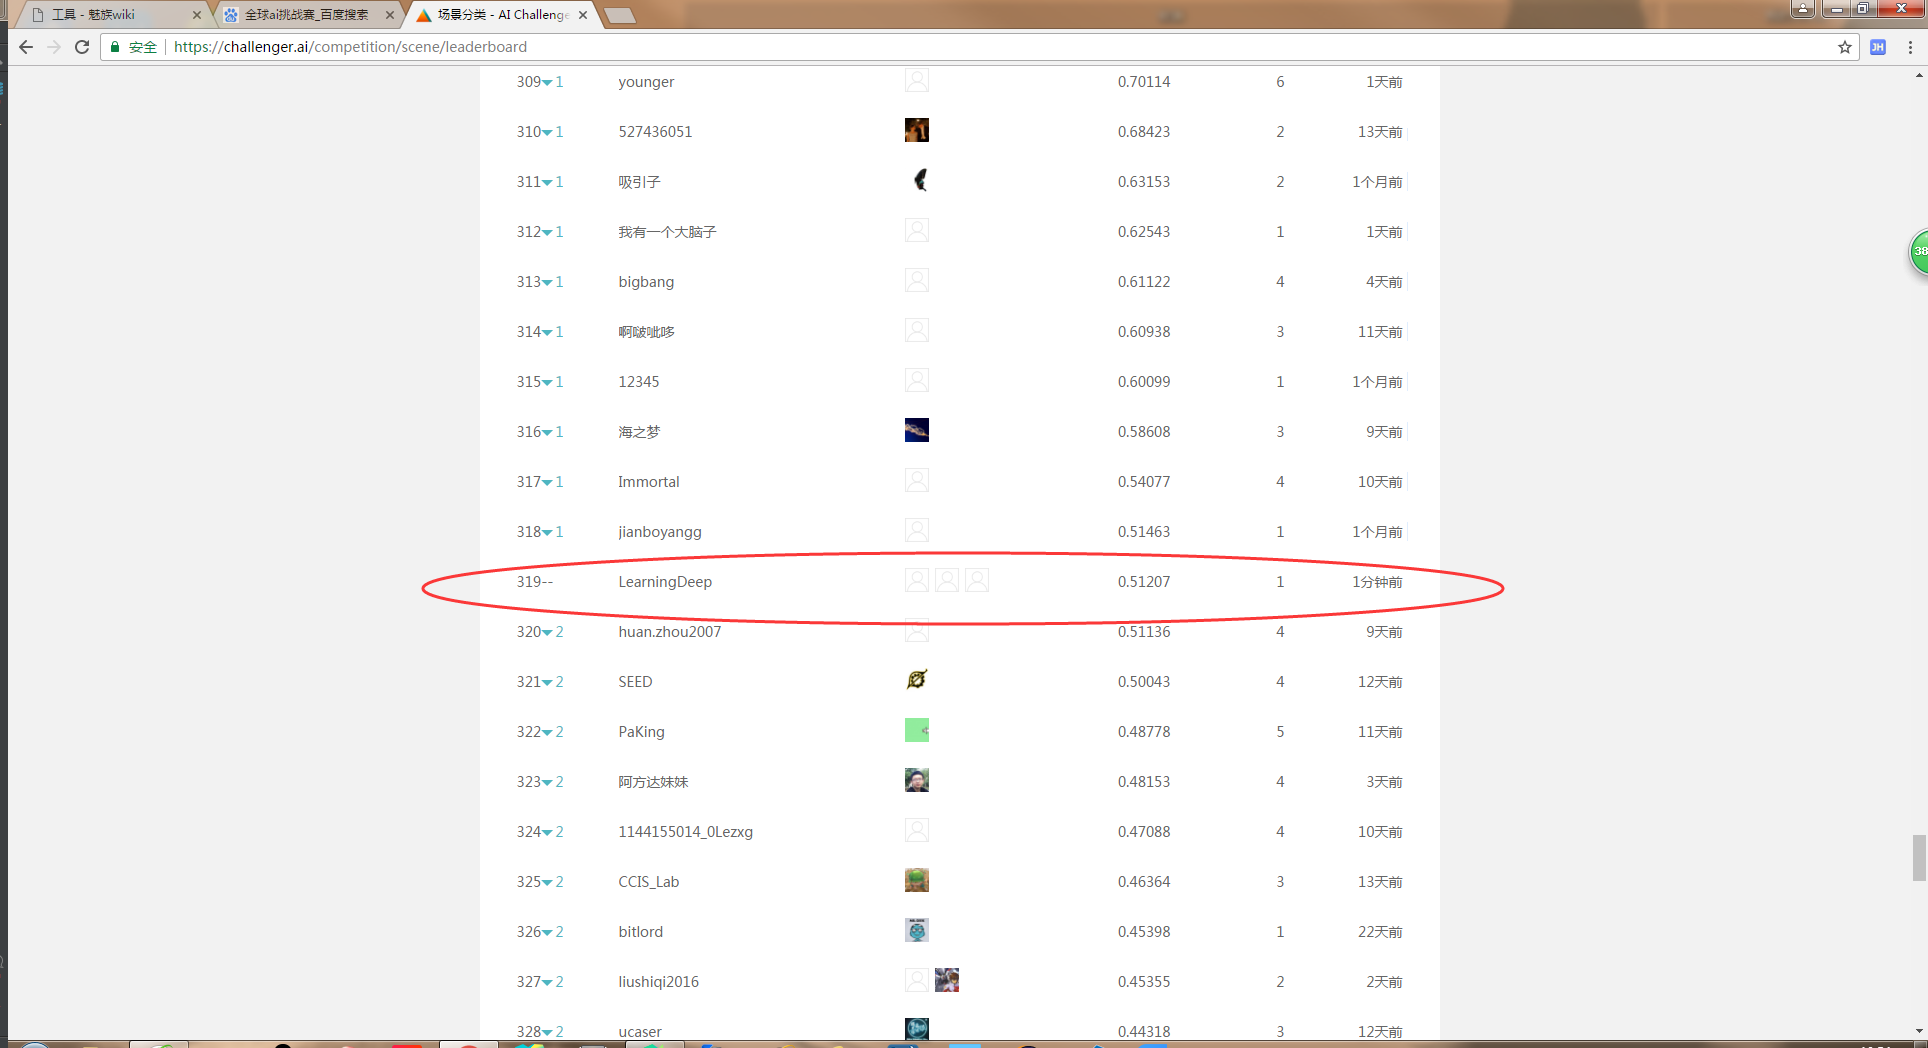 工具 - 魅族wiki
全球ai挑战赛_百度搜索
场景分类 - AI Challenge
安全 https://challenger.ai/competition/scene/leaderboard
JH
309 1 younger 0.70114 6 1天前
310 1 527436051 0.68423 2 13天前
311 1 吸引子 0.63153 2 1个月前
312 1 我有一个大脑子 0.62543 1 1天前
38
313 1 bigbang 0.61122 4 4天前
314 1 啊啵呲哆 0.60938 3 11天前
315 1 12345 0.60099 1 1个月前
316 1 海之梦 0.58608 3 9天前
317 1 Immortal 0.54077 4 10天前
318 1 jianboyangg 0.51463 1 1个月前
319-- LearningDeep 0.51207 1 1分钟前
320 2 huan.zhou2007 0.51136 4 9天前
321 2 SEED 0.50043 4 12天前
322 2 PaKing 0.48778 5 11天前
323 2 阿方达妹妹 0.48153 4 3天前
324 2 1144155014_0Lezxg 0.47088 4 10天前
325 2 CCIS_Lab 0.46364 3 13天前
326 2 bitlord 0.45398 1 22天前
327 2 liushiqi2016 0.45355 2 2天前
328 2 ucaser 0.44318 3 12天前